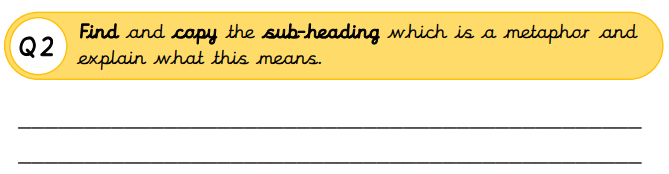 Q2
Find and copy the sub-heading which is a metaphor and
explain what this means.